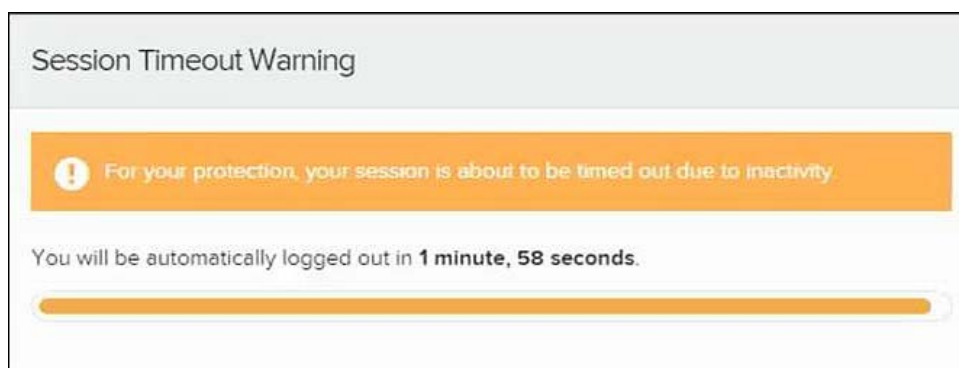 Session Timeout Warning
For your protection, your session is about to be timed out due to inactivity.
You will be automatically logged out in 1 minute, 58 seconds.